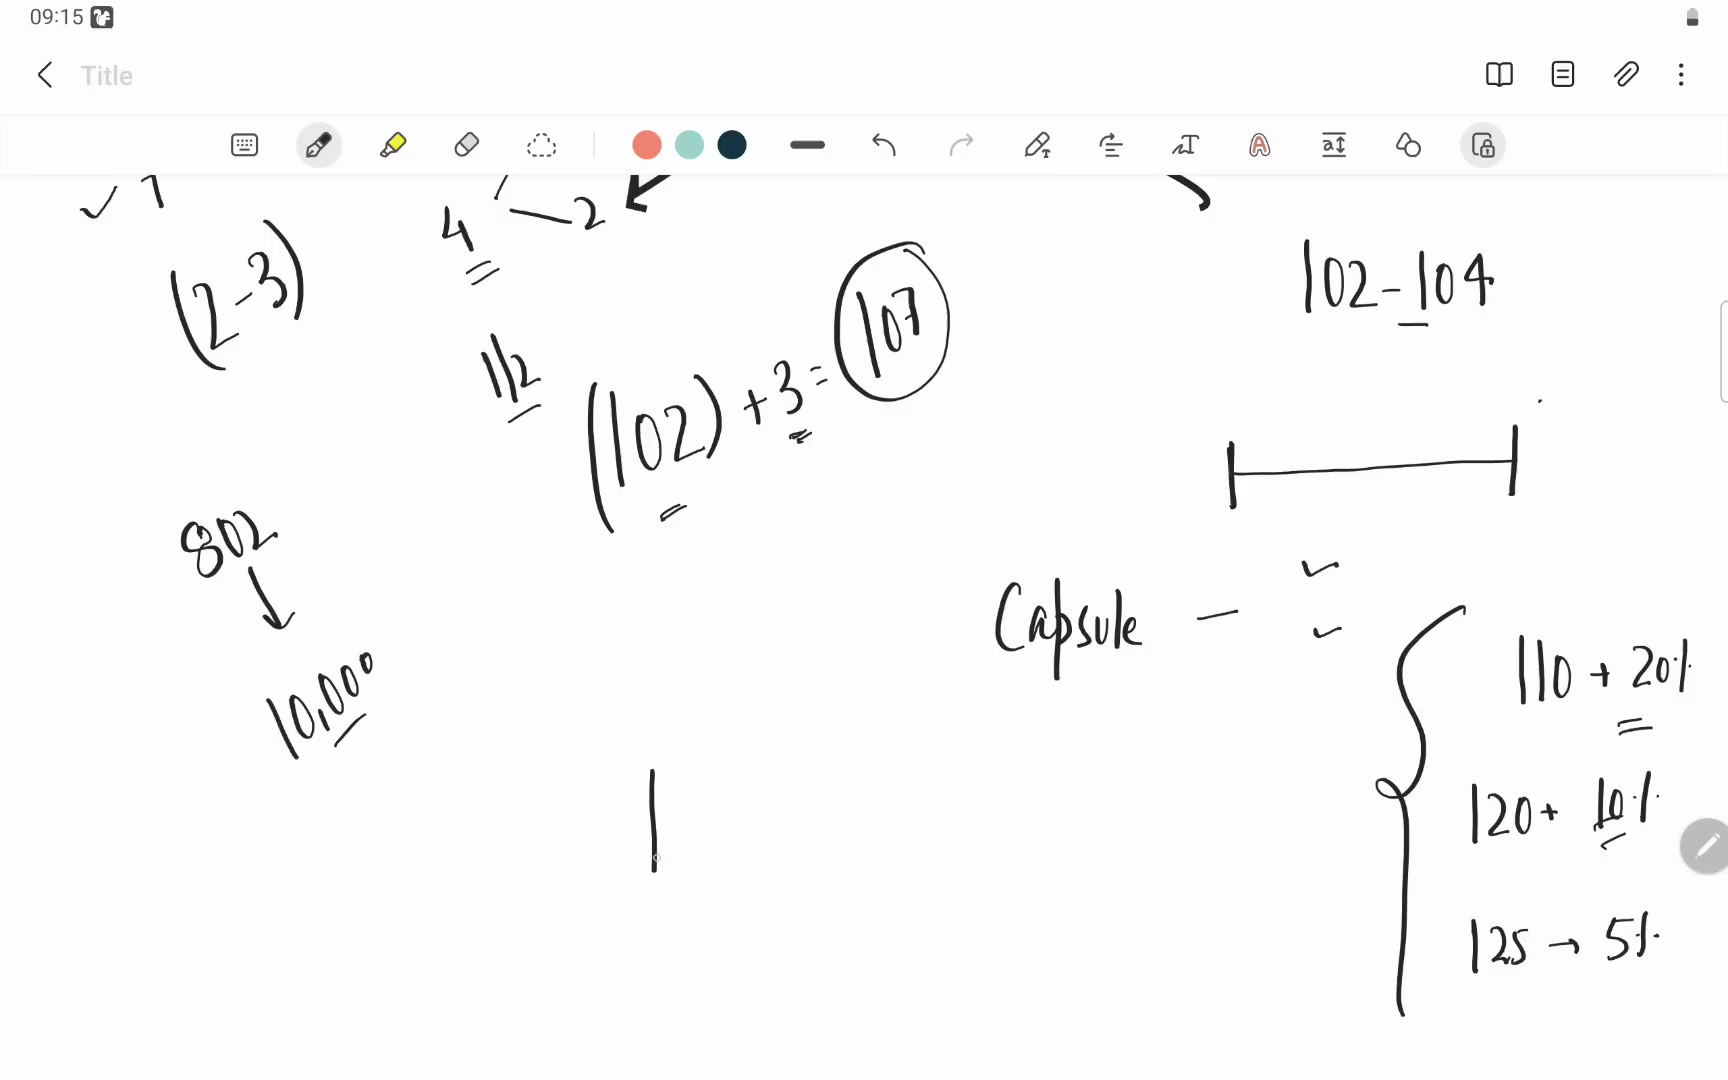 09:15
Title
✓ 1
4 — 2
(2-3)
1/2
(102) + 3 = 107
102 - 104
802
10,000
Capsule —
110 + 20%
120 + 10%
125 → 5%